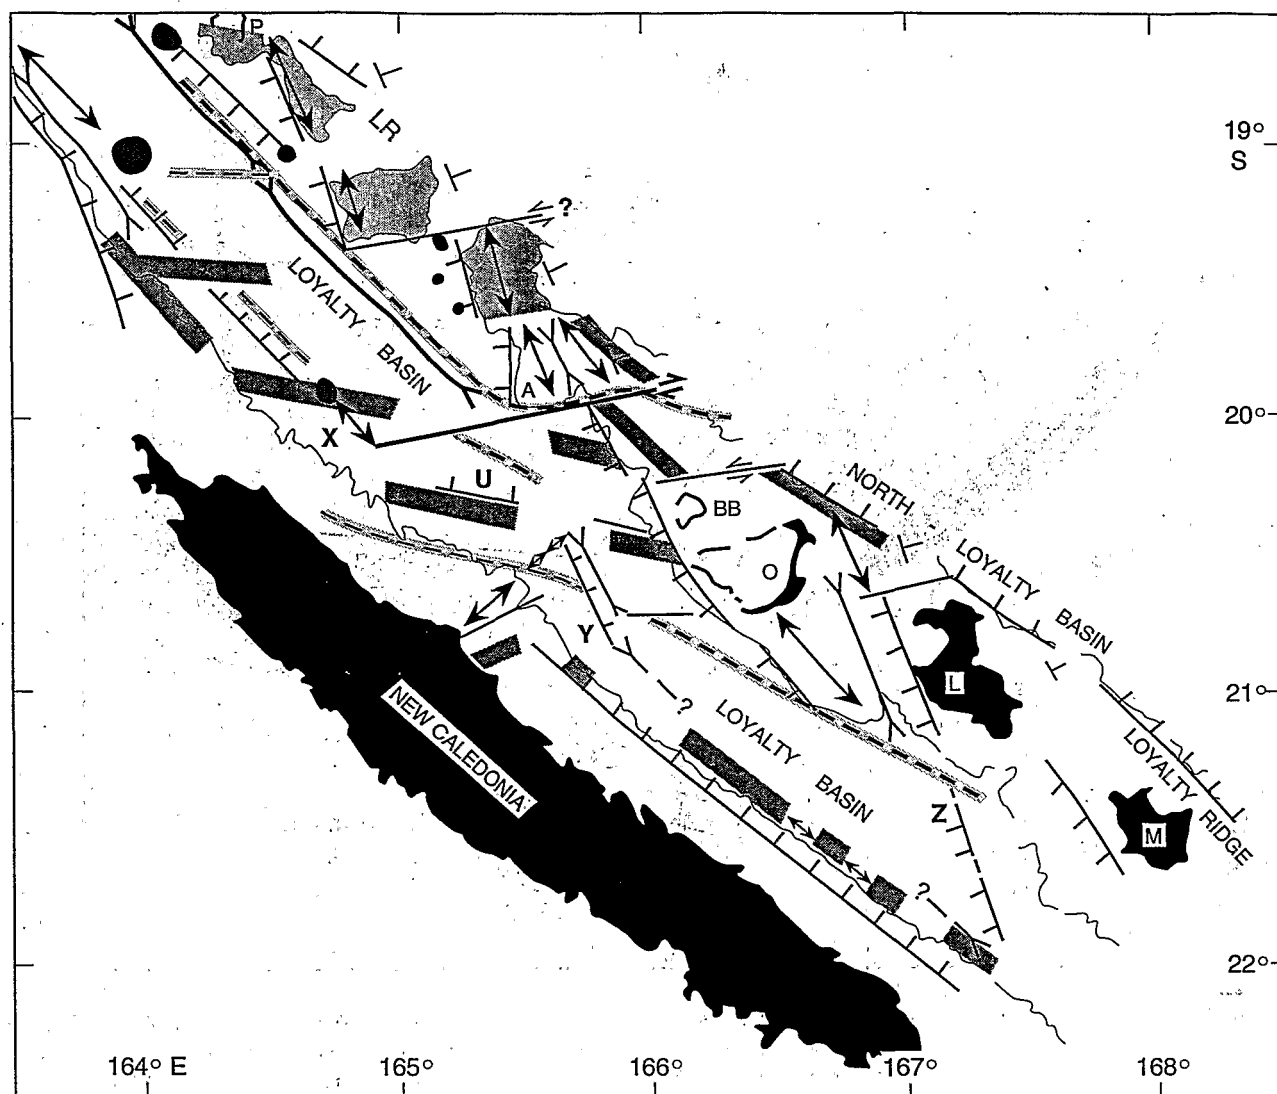 P
LR
19°
S
?
LOYALTY
BASIN
A
20°
X
U
NORTH
LOYALTY
BASIN
BB
O
Y
L
21°
?
NEW CALEDONIA
LOYALTY
BASIN
LOYALTY RIDGE
Z
M
?
22°
164° E
165°
166°
167°
168°